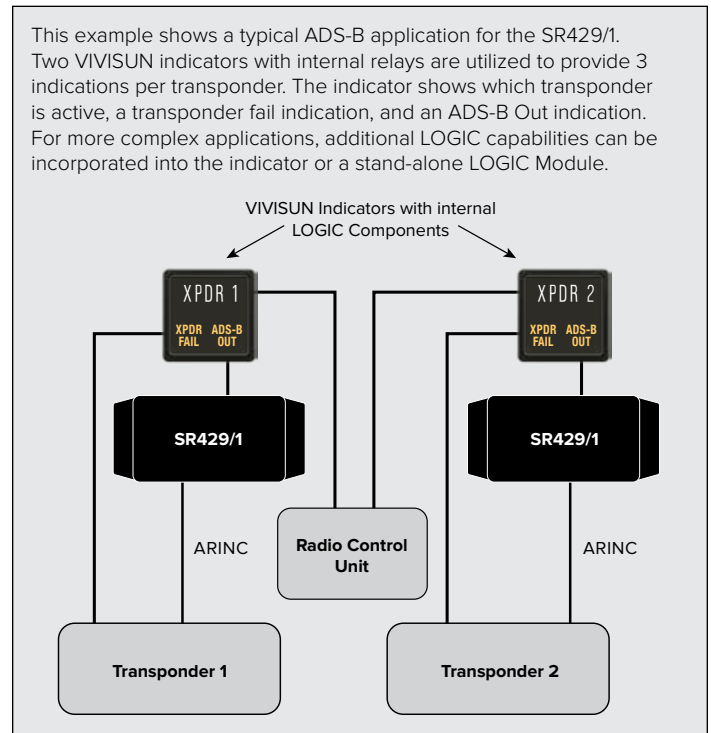 This example shows a typical ADS-B application for the SR429/1.
Two VIVISUN indicators with internal relays are utilized to provide 3
indications per transponder. The indicator shows which transponder
is active, a transponder fail indication, and an ADS-B Out indication.
For more complex applications, additional LOGIC capabilities can be
incorporated into the indicator or a stand-alone LOGIC Module.
VIVISUN Indicators with internal
LOGIC Components
XPDR 1
XPDR ADS-B
FAIL OUT
XPDR 2
XPDR ADS-B
FAIL OUT
SR429/1
SR429/1
ARINC
Radio Control
Unit
ARINC
Transponder 1
Transponder 2